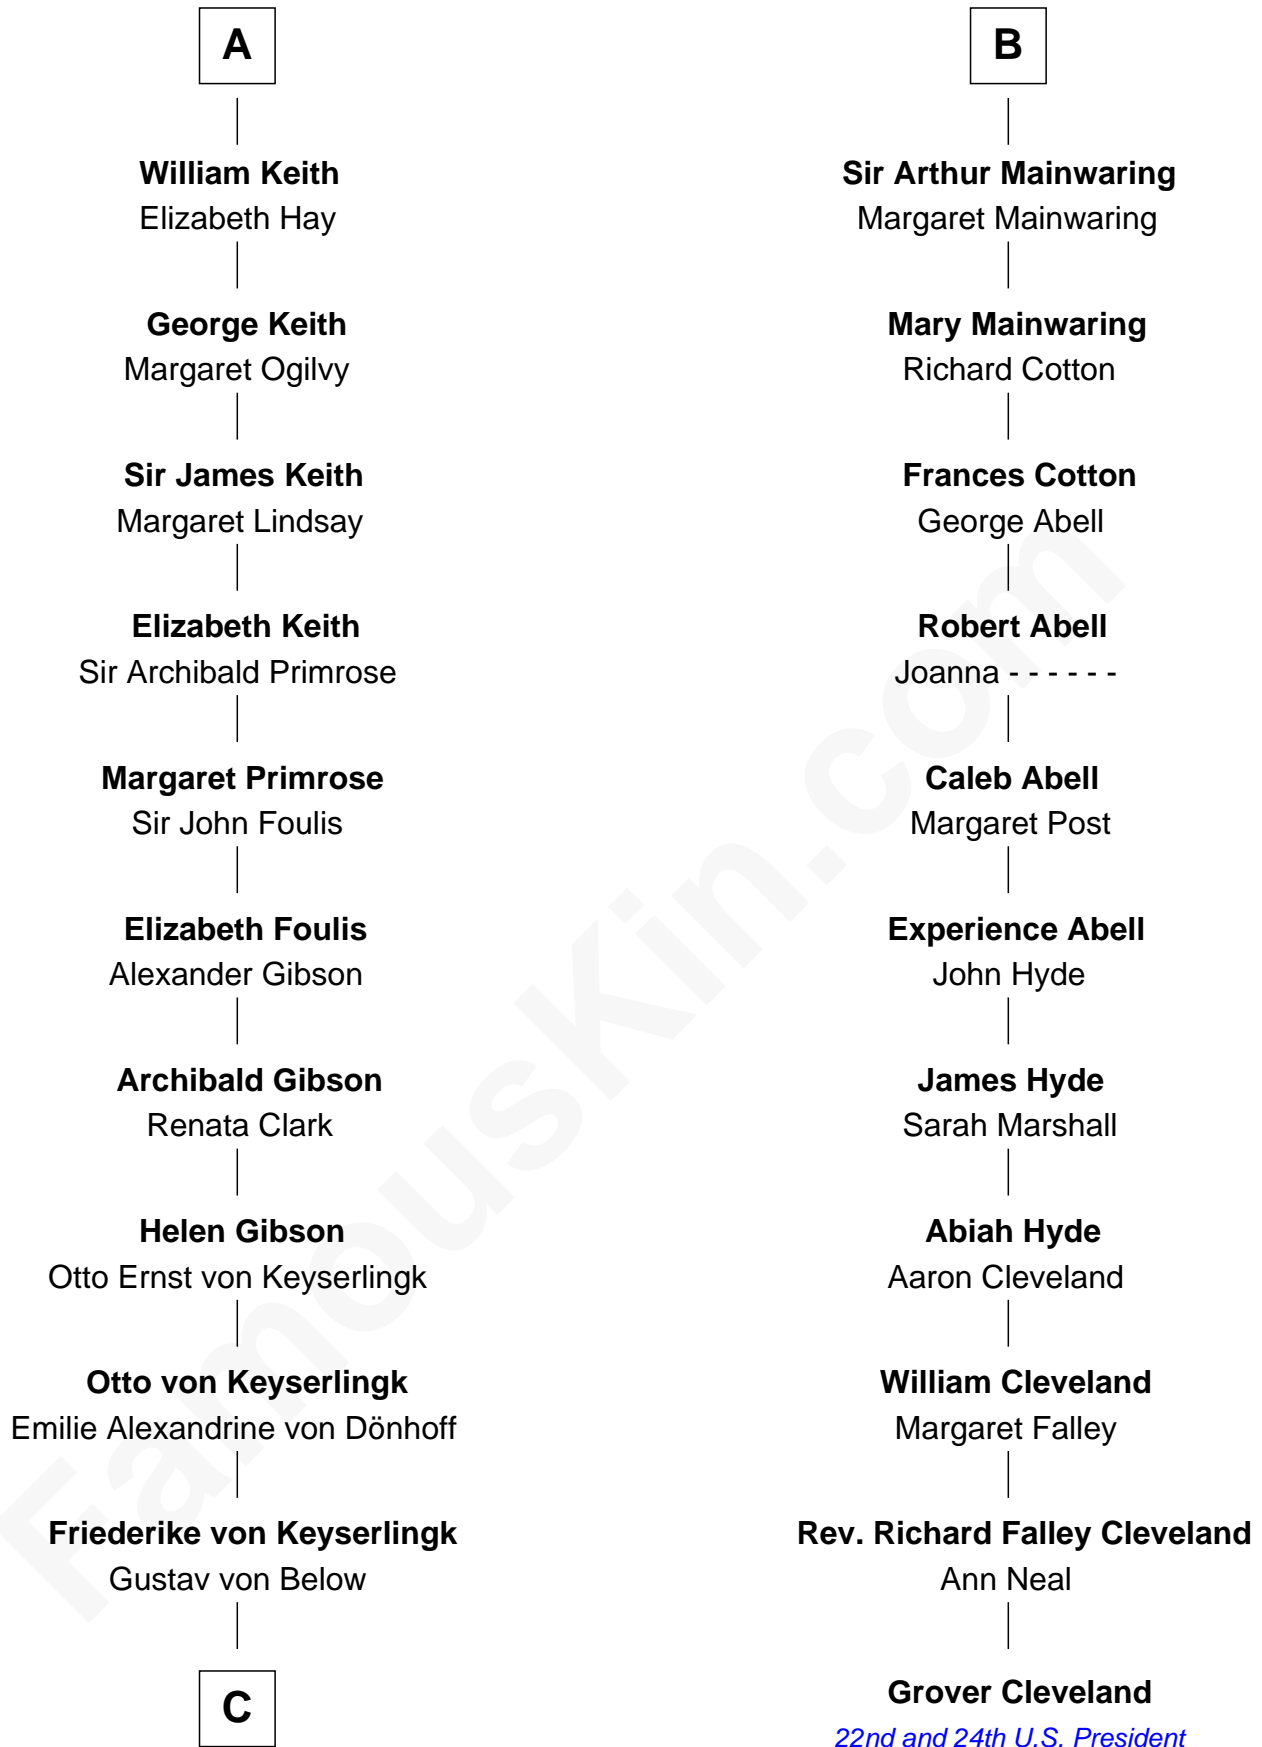 A
William Keith
Elizabeth Hay
George Keith
Margaret Ogilvy
Sir James Keith
Margaret Lindsay
Elizabeth Keith
Sir Archibald Primrose
Margaret Primrose
Sir John Foulis
Elizabeth Foulis
Alexander Gibson
Archibald Gibson
Renata Clark
Helen Gibson
Otto Ernst von Keyserlingk
Otto von Keyserlingk
Emilie Alexandrine von Dönhoff
Friederike von Keyserlingk
Gustav von Below
C
B
Sir Arthur Mainwaring
Margaret Mainwaring
Mary Mainwaring
Richard Cotton
Frances Cotton
George Abell
Robert Abell
Joanna - - - - - -
Caleb Abell
Margaret Post
Experience Abell
John Hyde
James Hyde
Sarah Marshall
Abiah Hyde
Aaron Cleveland
William Cleveland
Margaret Falley
Rev. Richard Falley Cleveland
Ann Neal
Grover Cleveland
22nd and 24th U.S. President
FamousKin.com